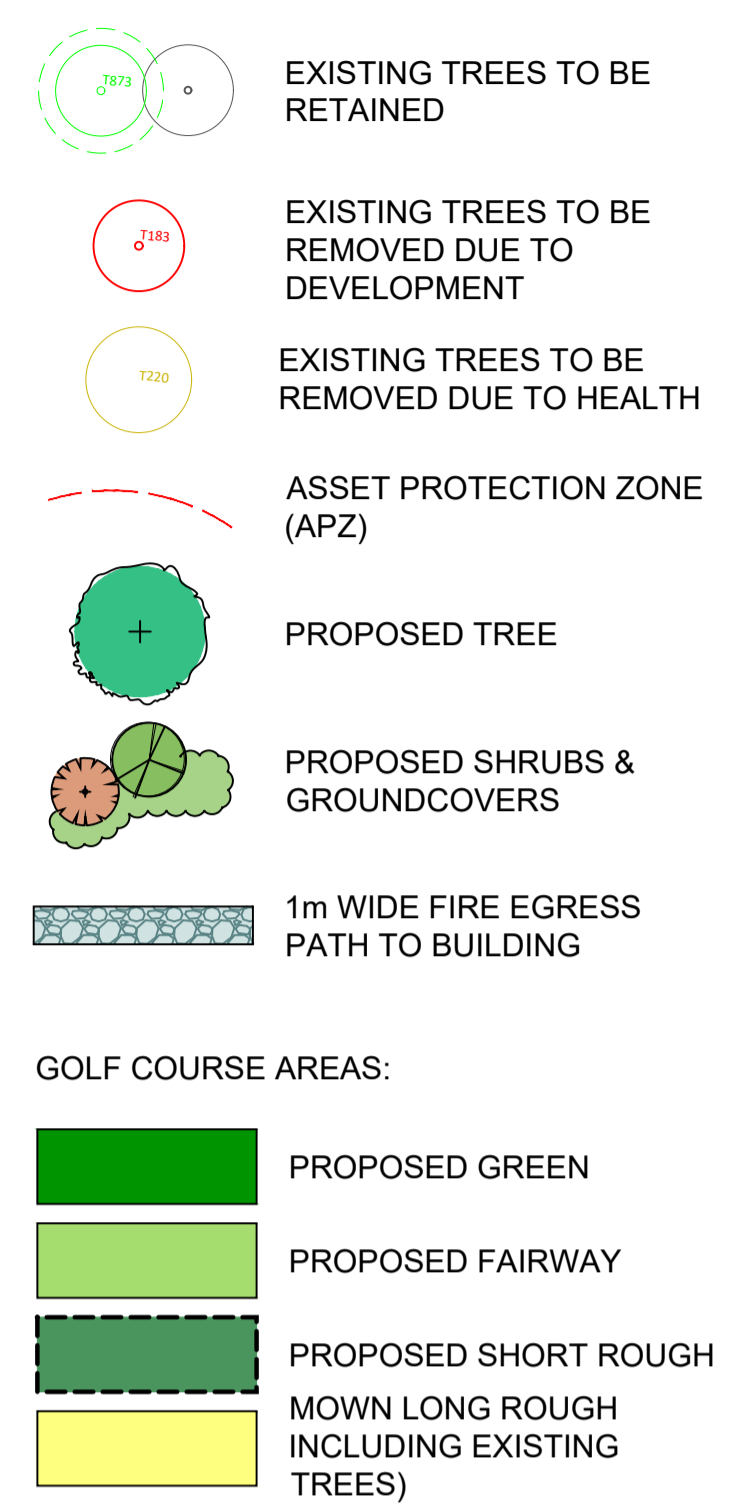 T873
EXISTING TREES TO BE
RETAINED
T183
EXISTING TREES TO BE
REMOVED DUE TO
DEVELOPMENT
T220
EXISTING TREES TO BE
REMOVED DUE TO HEALTH
ASSET PROTECTION ZONE
(APZ)
PROPOSED TREE
PROPOSED SHRUBS &
GROUNDCOVERS
1m WIDE FIRE EGRESS
PATH TO BUILDING
GOLF COURSE AREAS:
PROPOSED GREEN
PROPOSED FAIRWAY
PROPOSED SHORT ROUGH
MOWN LONG ROUGH
INCLUDING EXISTING
TREES)